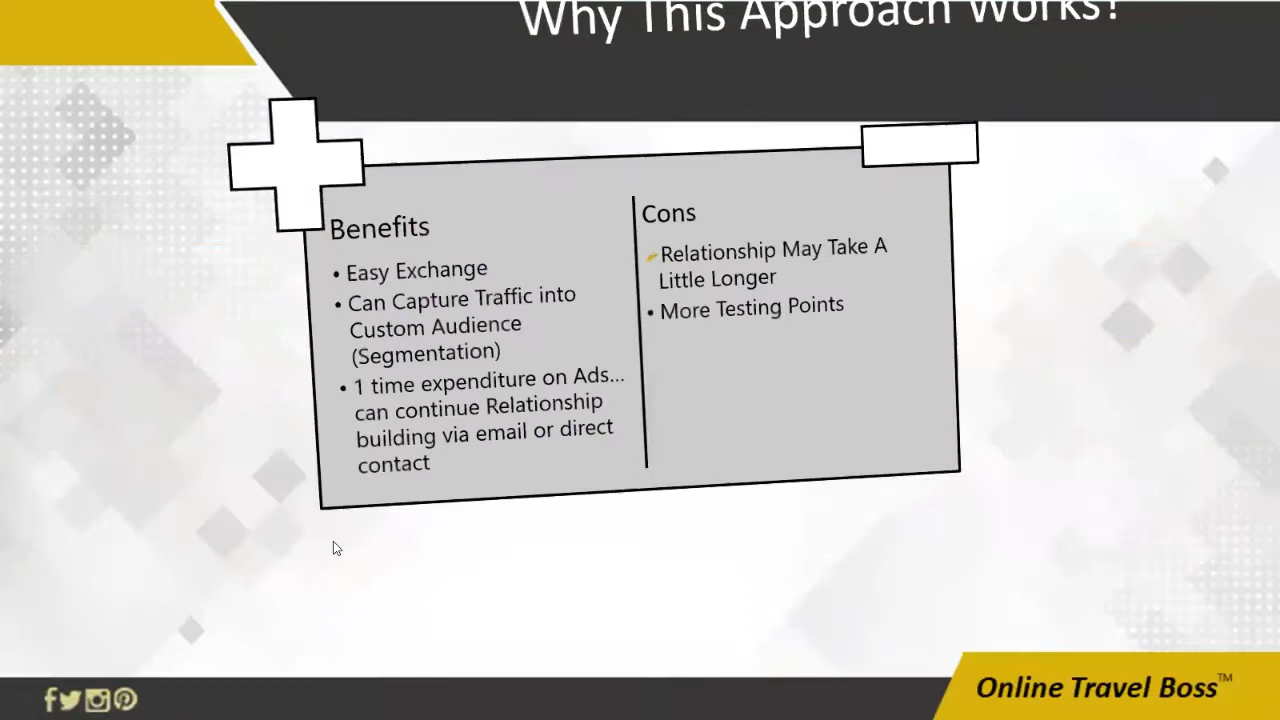 Why This Approach Works?
Benefits
• Easy Exchange
• Can Capture Traffic into
Custom Audience
(Segmentation)
• 1 time expenditure on Ads...
can continue Relationship
building via email or direct
contact
Cons
Relationship May Take A
Little Longer
• More Testing Points
Online Travel Boss™